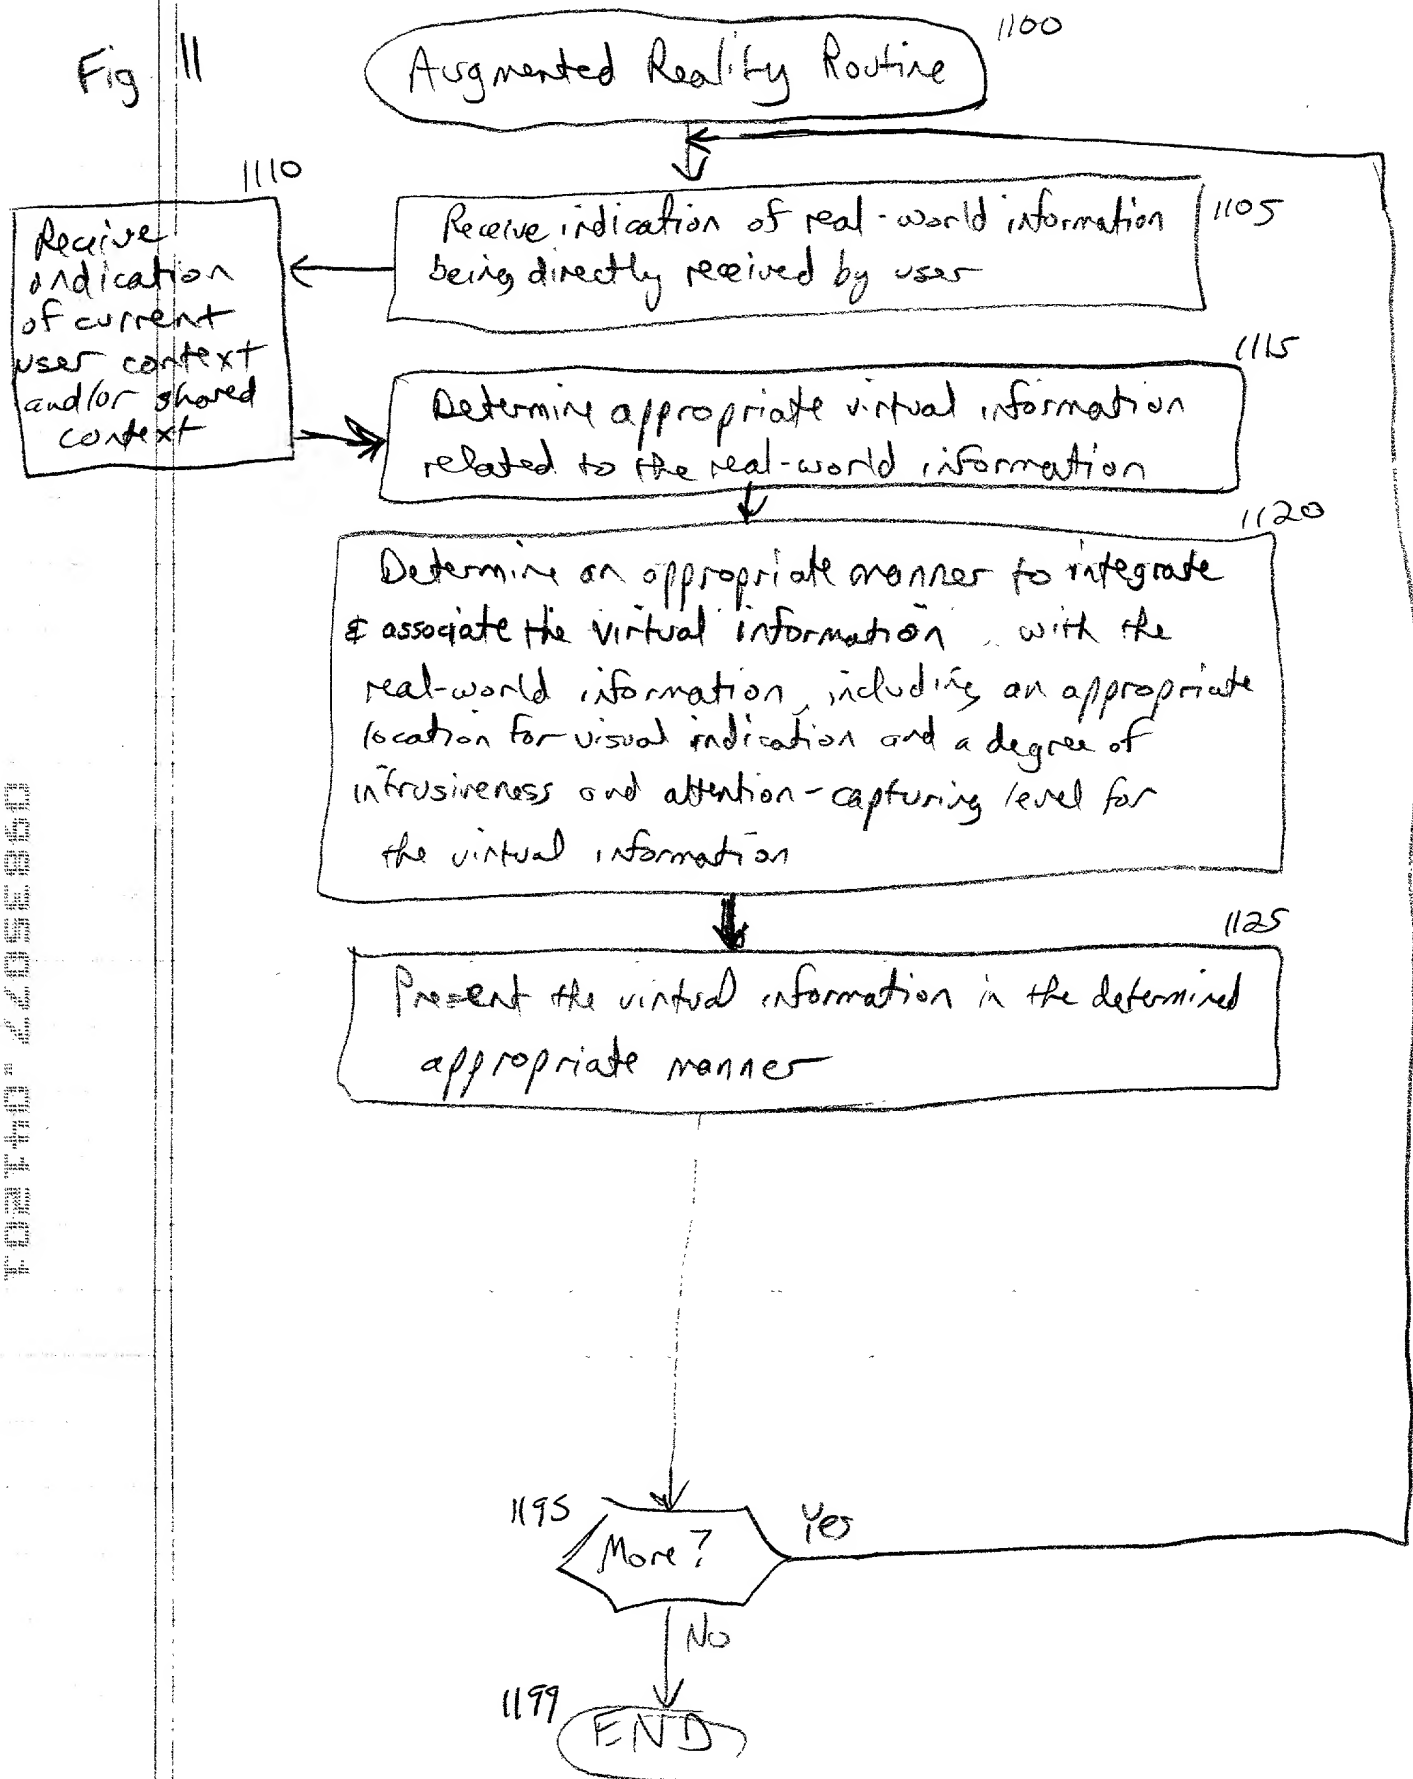 Fig 11
1100
Augmented Reality Routine
1110
Receive
indication
of current
user context
and/or shared
context
1105
Receive indication of real-world information
being directly received by user
1115
Determine appropriate virtual information
related to the real-world information
1120
Determine an appropriate manner to integrate
& associate the virtual information with the
real-world information, including an appropriate
location for visual indication and a degree of
intrusiveness and attention-capturing level for
the virtual information
1125
Present the virtual information in the determined
appropriate manner
1195
More?
Yes
No
1199
END